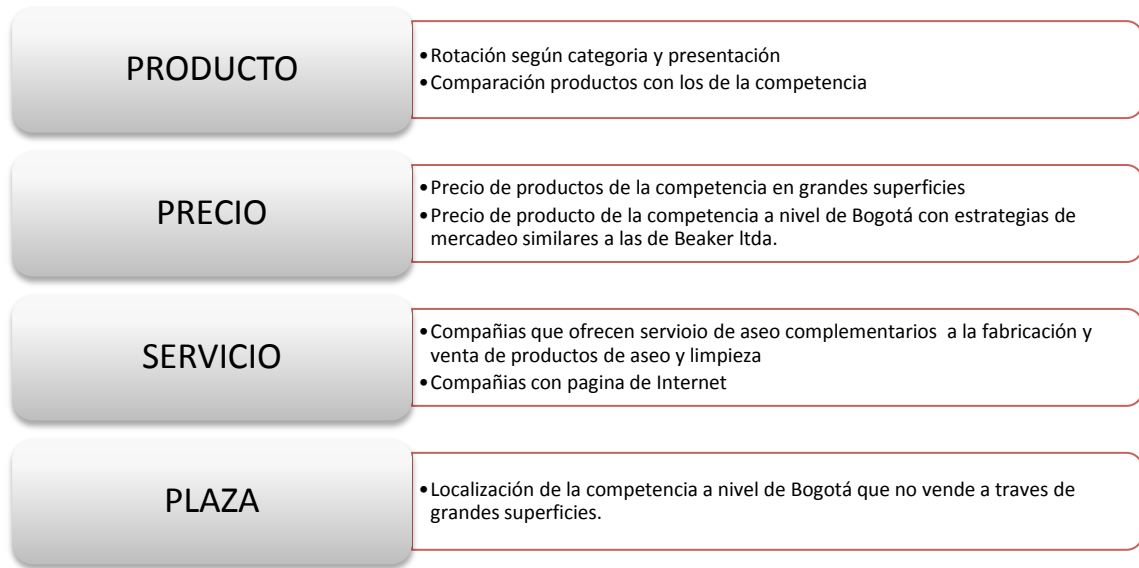 PRODUCTO
•Rotación según categoria y presentación
•Comparación productos con los de la competencia
PRECIO
•Precio de productos de la competencia en grandes superficies
•Precio de producto de la competencia a nivel de Bogotá con estrategias de
mercadeo similares a las de Beaker ltda.
SERVICIO
•Compañias que ofrecen servioio de aseo complementarios a la fabricación y
venta de productos de aseo y limpieza
•Compañias con pagina de Internet
PLAZA
•Localización de la competencia a nivel de Bogotá que no vende a traves de
grandes superficies.